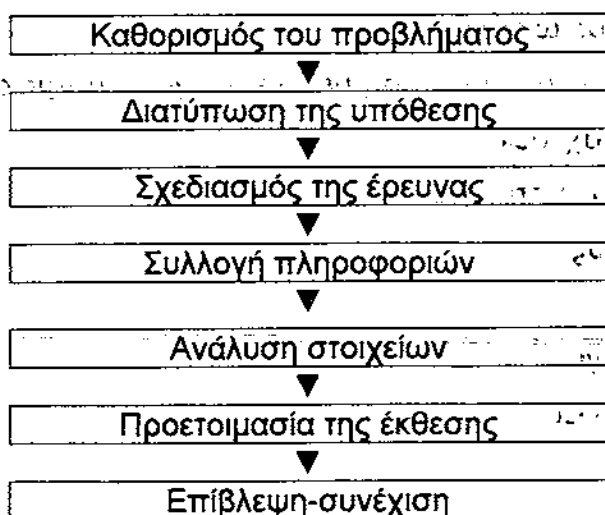 Καθορισμός του προβλήματος
Διατύπωση της υπόθεσης
Σχεδιασμός της έρευνας
Συλλογή πληροφοριών
Ανάλυση στοιχείων
Προετοιμασία της έκθεσης
Επίβλεψη-συνέχιση